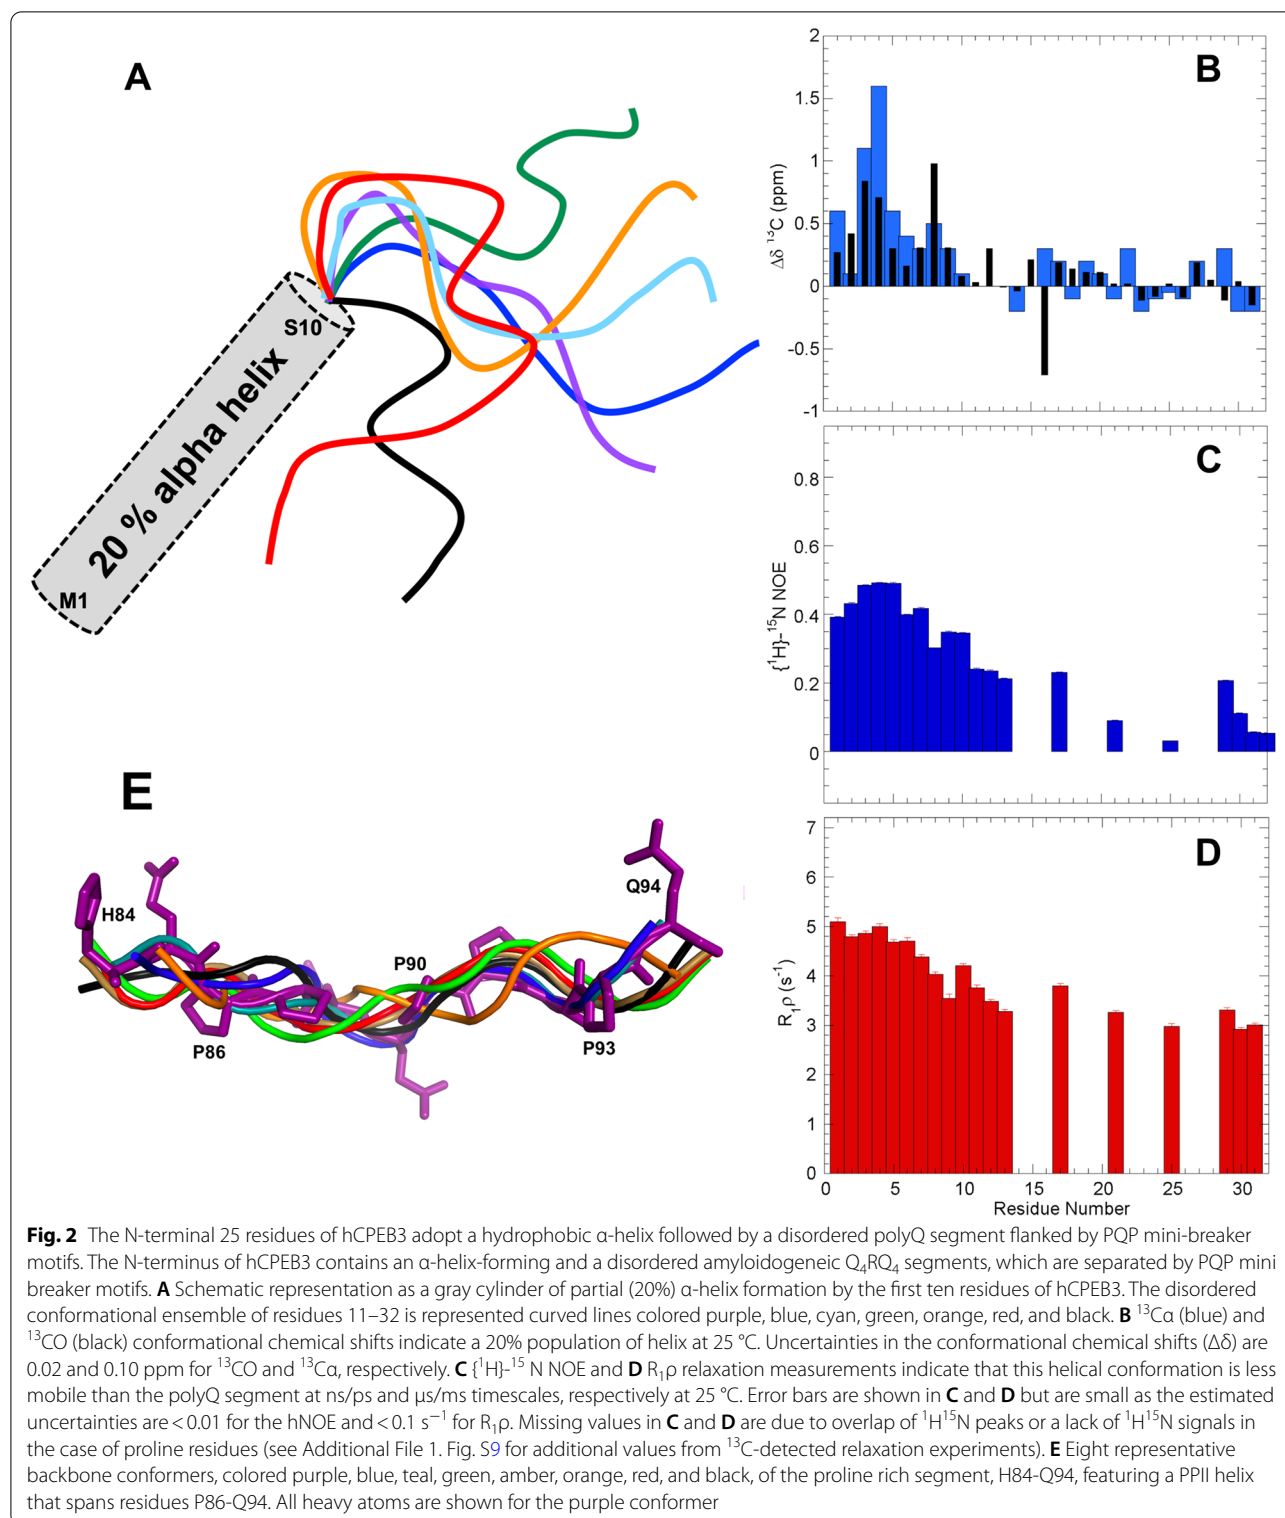 A
S10
20 % alpha helix
M1
B
2
1.5
1
0.5
0
-0.5
-1
Δδ ¹³C (ppm)
C
0.8
0.6
0.4
0.2
0
{¹H}-¹⁵N NOE
D
7
6
5
4
3
2
1
0
R₁ρ (s⁻¹)
0 5 10 15 20 25 30
Residue Number
E
H84
P86
P90
P93
Q94
Fig. 2 The N-terminal 25 residues of hCPEB3 adopt a hydrophobic α-helix followed by a disordered polyQ segment flanked by PQP mini-breaker
motifs. The N-terminus of hCPEB3 contains an α-helix-forming and a disordered amyloidogeneic Q₄RQ₄ segments, which are separated by PQP mini
breaker motifs. A Schematic representation as a gray cylinder of partial (20%) α-helix formation by the first ten residues of hCPEB3. The disordered
conformational ensemble of residues 11–32 is represented curved lines colored purple, blue, cyan, green, orange, red, and black. B ¹³Cα (blue) and
¹³CO (black) conformational chemical shifts indicate a 20% population of helix at 25 °C. Uncertainties in the conformational chemical shifts (Δδ) are
0.02 and 0.10 ppm for ¹³CO and ¹³Cα, respectively. C {¹H}-¹⁵ N NOE and D R₁ρ relaxation measurements indicate that this helical conformation is less
mobile than the polyQ segment at ns/ps and μs/ms timescales, respectively at 25 °C. Error bars are shown in C and D but are small as the estimated
uncertainties are < 0.01 for the hNOE and < 0.1 s⁻¹ for R₁ρ. Missing values in C and D are due to overlap of ¹H¹⁵N peaks or a lack of ¹H¹⁵N signals in
the case of proline residues (see Additional File 1. Fig. S9 for additional values from ¹³C-detected relaxation experiments). E Eight representative
backbone conformers, colored purple, blue, teal, green, amber, orange, red, and black, of the proline rich segment, H84-Q94, featuring a PPII helix
that spans residues P86-Q94. All heavy atoms are shown for the purple conformer